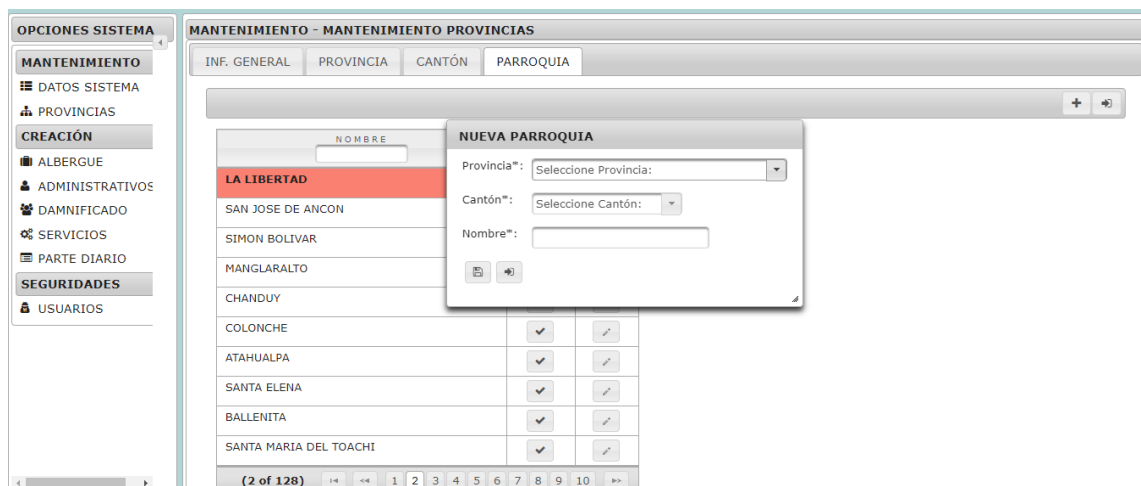 OPCIONES SISTEMA
MANTENIMIENTO
DATOS SISTEMA
PROVINCIAS
CREACIÓN
ALBERGUE
ADMINISTRATIVOS
DAMNIFICADO
SERVICIOS
PARTE DIARIO
SEGURIDADES
USUARIOS
MANTENIMIENTO - MANTENIMIENTO PROVINCIAS
INF. GENERAL PROVINCIA CANTÓN PARROQUIA
NOMBRE
LA LIBERTAD
SAN JOSE DE ANCON
SIMON BOLIVAR
MANGLARALTO
CHANDUY
COLONCHE
ATAHUALPA
SANTA ELENA
BALLENITA
SANTA MARIA DEL TOACHI
(2 of 128) 1 2 3 4 5 6 7 8 9 10
NUEVA PARROQUIA
Provincia*: Seleccione Provincia:
Cantón*: Seleccione Cantón:
Nombre*: